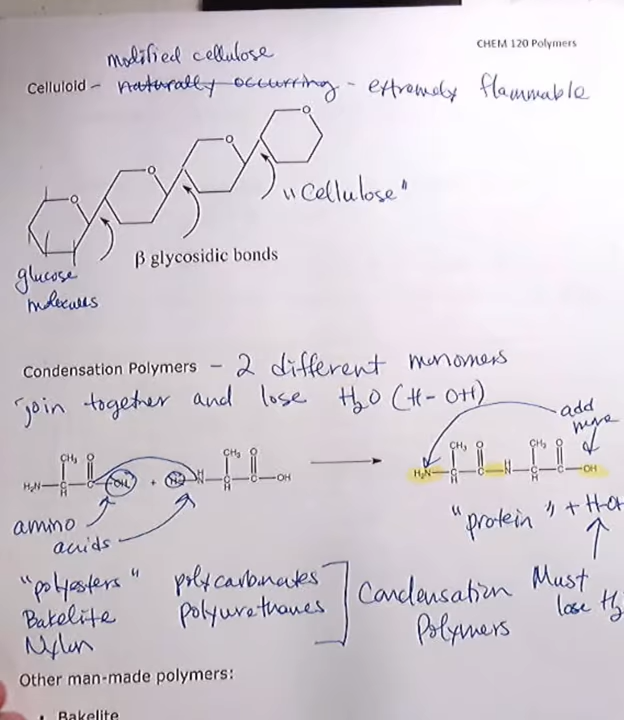 modified cellulose
CHEM 120 Polymers
Celluloid - naturally occurring - extremely flammable
O
O
O
O
"Cellulose"
β glycosidic bonds
glucose
molecules
Condensation Polymers - 2 different monomers
join together and lose H₂O (H-OH)
add
more
CH₃ O CH₃ O CH₃ O CH₃ O
H₂N C C OH + H N C C OH H₂N C C N C C OH
H H H H
amino
acids
"protein" + H-OH
"polyesters" polycarbonates
Bakelite polyurethanes
Nylon
Condensation
Polymers
Must
lose H₂
Other man-made polymers:
• Bakelite